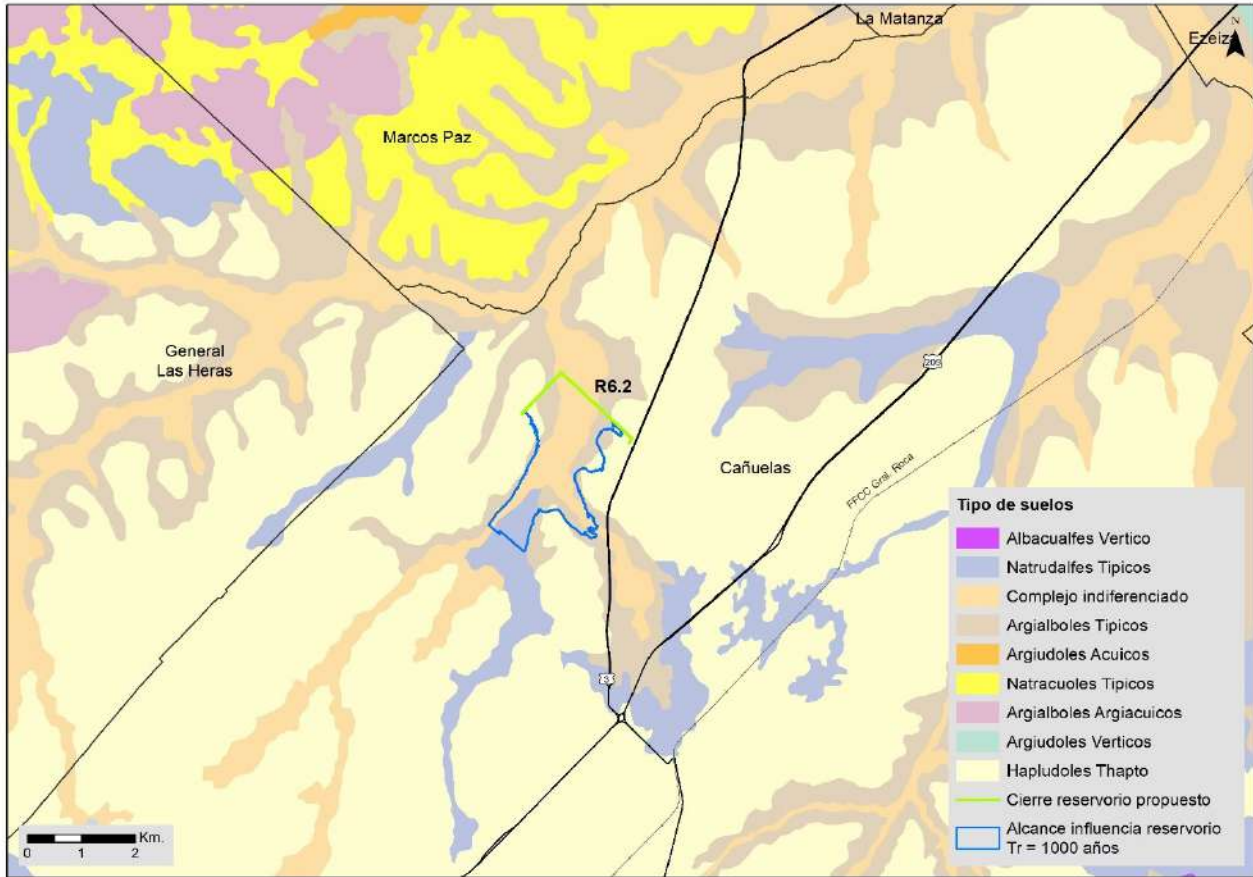 La Matanza
N
Ezeiza
Marcos Paz
General
Las Heras
R6.2
205
Cañuelas
FFCC Gral. Roca
3
Tipo de suelos
Albacualfes Vertico
Natrudalfes Tipicos
Complejo indiferenciado
Argialboles Tipicos
Argiudoles Acuicos
Natracuoles Tipicos
Argialboles Argiacuicos
Argiudoles Verticos
Hapludoles Thapto
Cierre reservorio propuesto
Alcance influencia reservorio
Tr = 1000 años
Km.
0 1 2